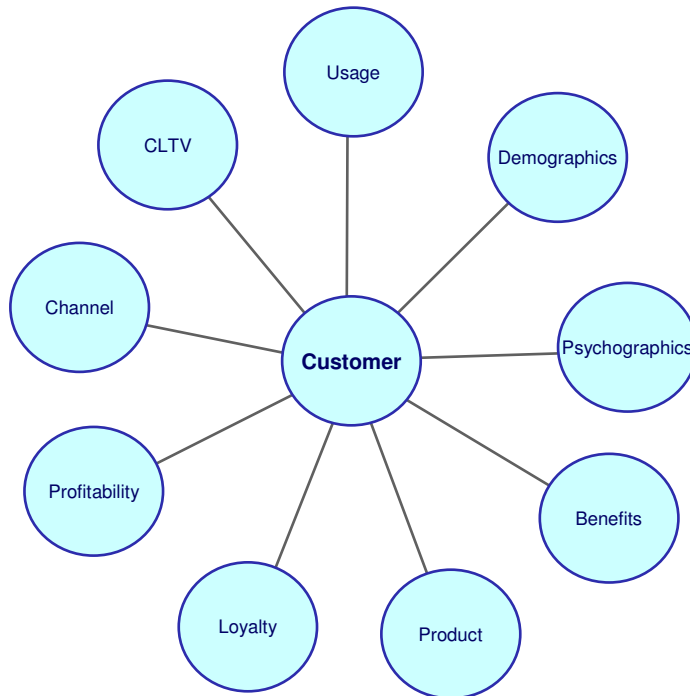 Usage
CLTV
Demographics
Channel
Psychographics
Customer
Profitability
Benefits
Loyalty
Product